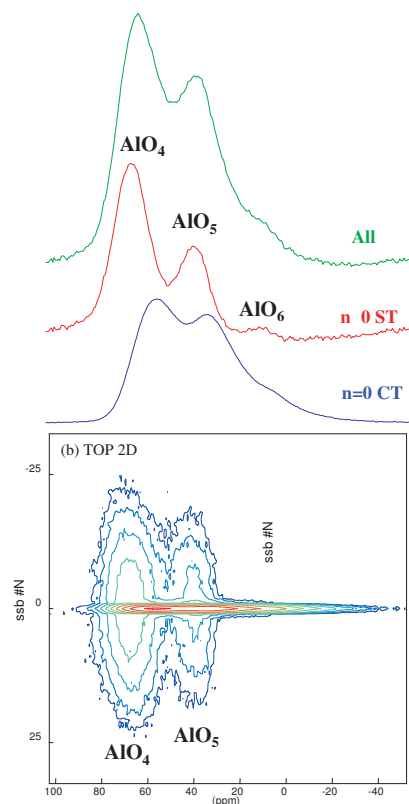 AlO4
AlO5
All
AlO6
n 0 ST
n=0 CT
(b) TOP 2D
-25
ssb #N
ssb #N
0
25
AlO4
AlO5
100
80
60
40
20
0
-20
-40
(ppm)